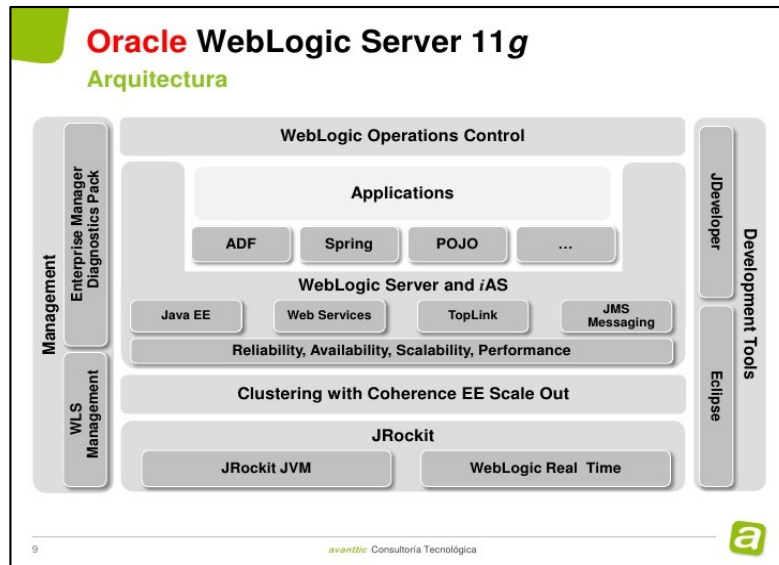 Oracle WebLogic Server 11g
Arquitectura
Management
Enterprise Manager
Diagnostics Pack
WLS
Management
WebLogic Operations Control
Applications
ADF
Spring
POJO
...
WebLogic Server and iAS
Java EE
Web Services
TopLink
JMS
Messaging
Reliability, Availability, Scalability, Performance
Clustering with Coherence EE Scale Out
JRockit
JRockit JVM
WebLogic Real Time
JDeveloper
Eclipse
Development Tools
9
avanttic Consultoría Tecnológica
a